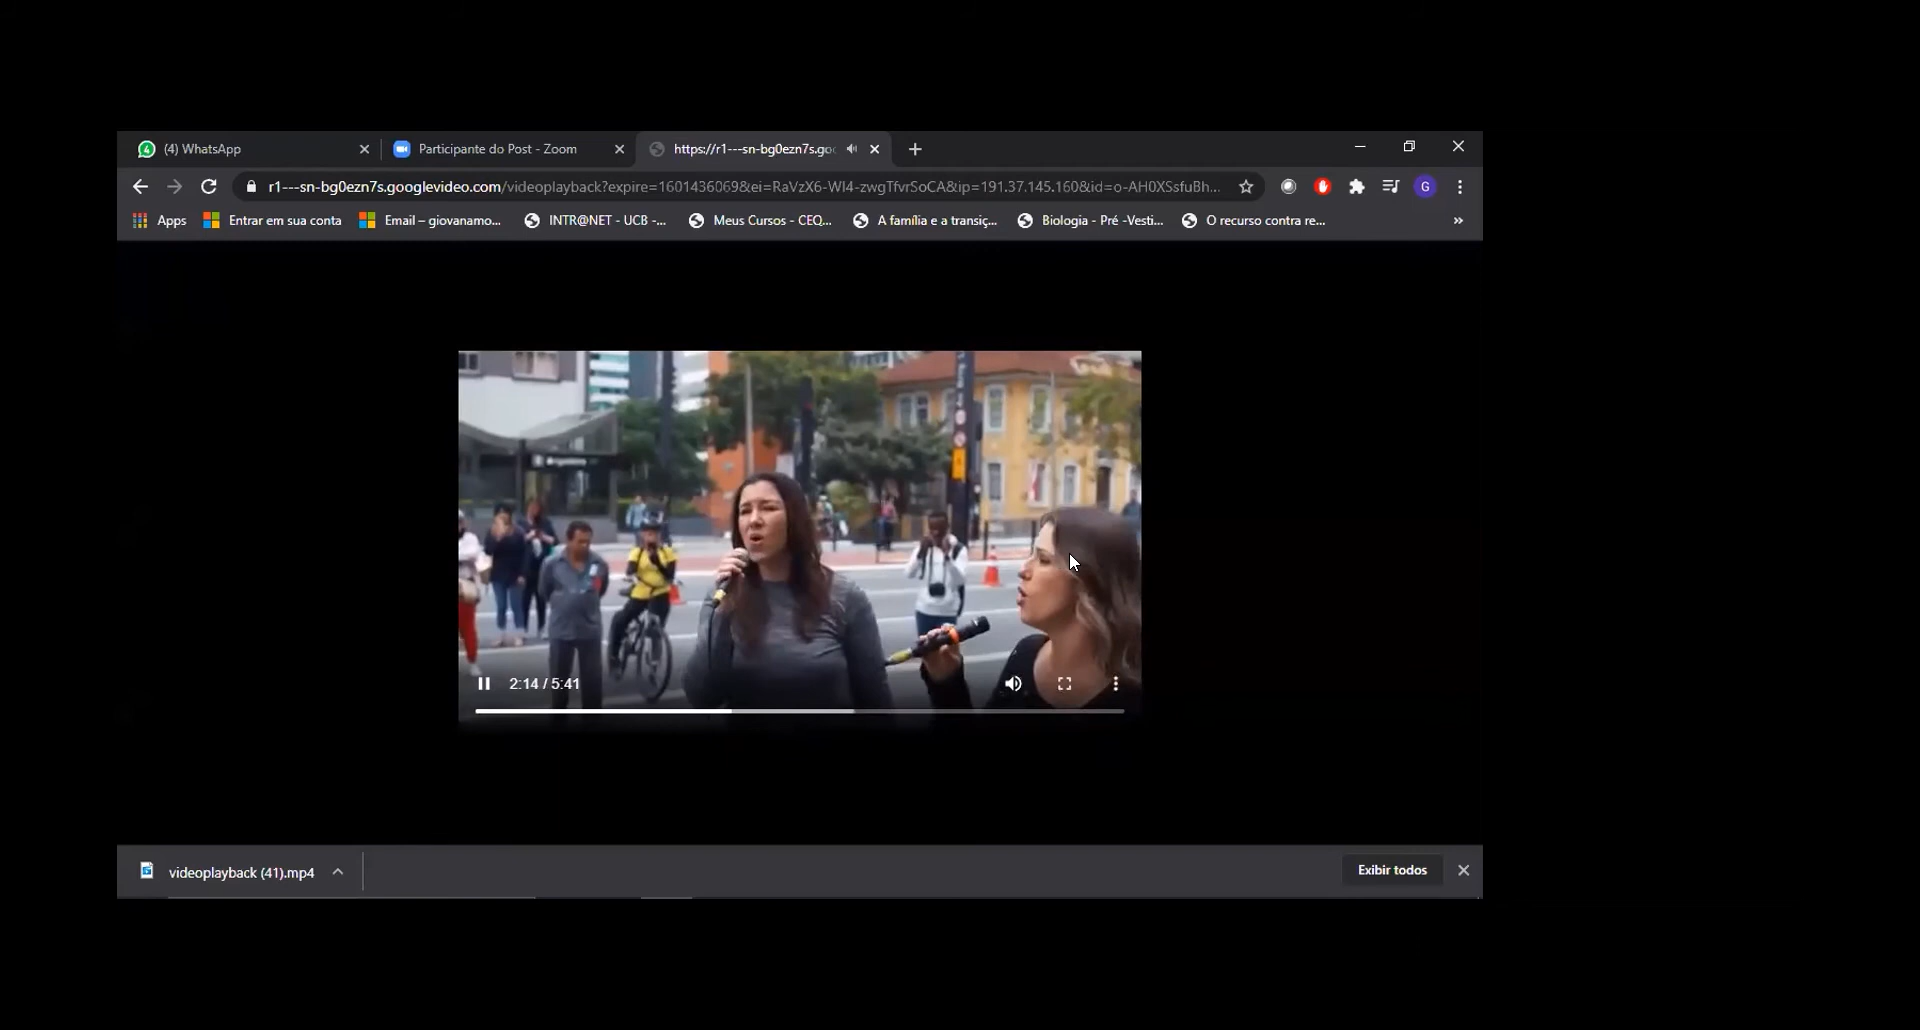 (4) WhatsApp
Participante do Post - Zoom
https://r1---sn-bg0ezn7s.goo
r1---sn-bg0ezn7s.googlevideo.com/videoplayback?expire=1601436069&ei=RaVzX6-WI4-zwgTfvrSoCA&ip=191.37.145.160&id=o-AH0XSsfuBh...
G
Apps
Entrar em sua conta
Email – giovanamo...
INTR@NET - UCB -...
Meus Cursos - CEQ...
A família e a transiç...
Biologia - Pré -Vesti...
O recurso contra re...
»
2:14 / 5:41
videoplayback (41).mp4
Exibir todos